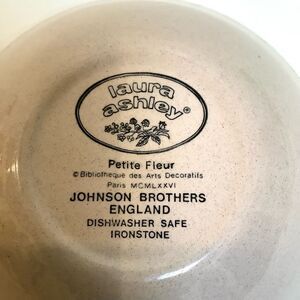 laura
ashley®
Petite Fleur
© Bibliotheque des Arts Decoratifs
Paris MCMLXXVI
JOHNSON BROTHERS
ENGLAND
DISHWASHER SAFE
IRONSTONE